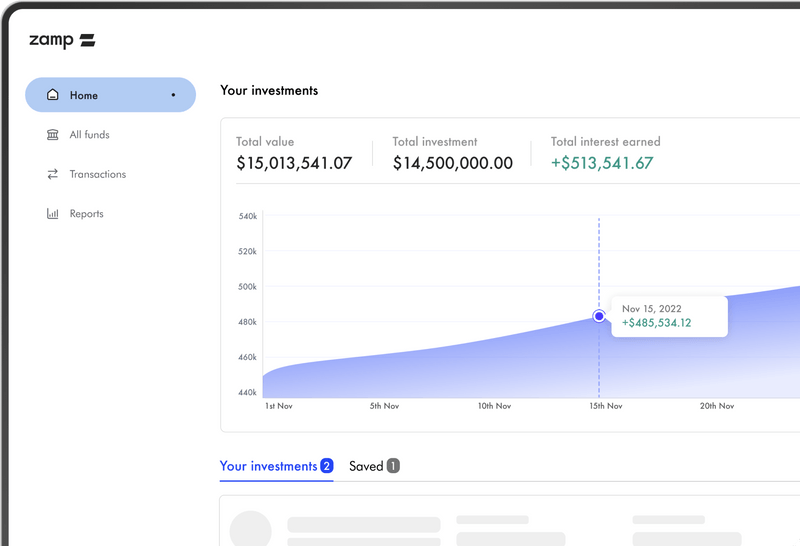 zamp
Home
All funds
Transactions
Reports
Your investments
Total value
$15,013,541.07
Total investment
$14,500,000.00
Total interest earned
+$513,541.67
540k
520k
500k
480k
460k
440k
Nov 15, 2022
+$485,534.12
1st Nov
5th Nov
10th Nov
15th Nov
20th Nov
Your investments 2
Saved 1